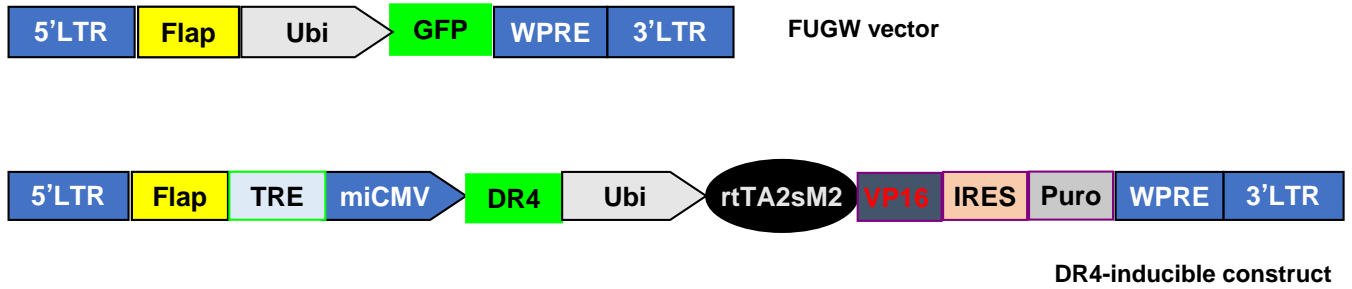 5’LTR Flap Ubi GFP WPRE 3’LTR FUGW vector
5’LTR Flap TRE miCMV DR4 Ubi rtTA2sM2 VP16 IRES Puro WPRE 3’LTR
DR4-inducible construct